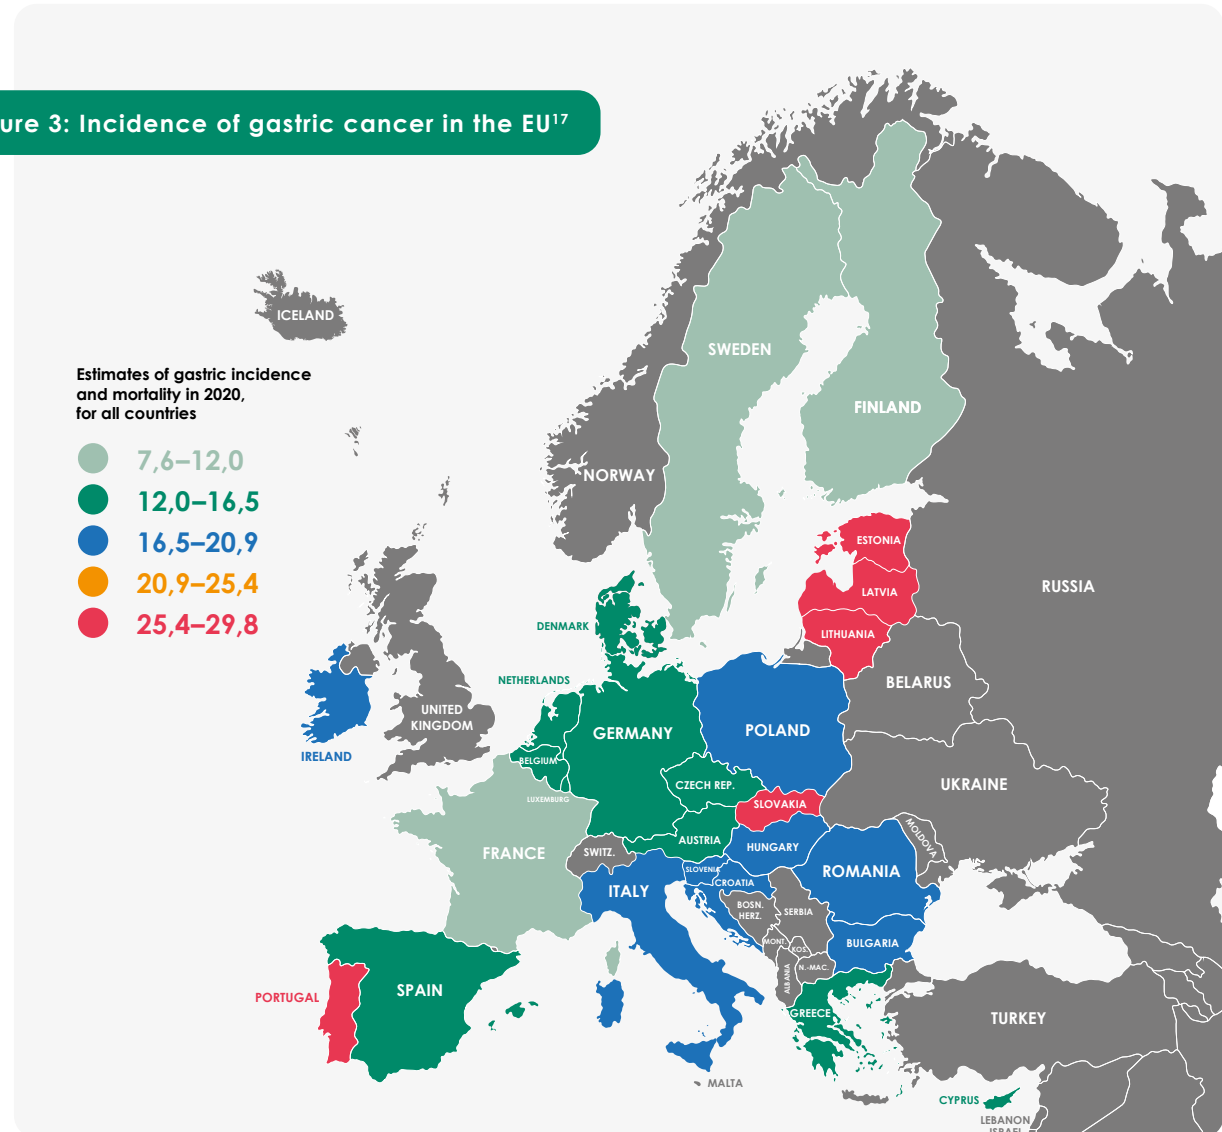 ure 3: Incidence of gastric cancer in the EU17
ICELAND
Estimates of gastric incidence
and mortality in 2020,
for all countries
7,6–12,0
12,0–16,5
16,5–20,9
20,9–25,4
25,4–29,8
SWEDEN
FINLAND
NORWAY
ESTONIA
RUSSIA
LATVIA
DENMARK
LITHUANIA
NETHERLANDS
BELARUS
UNITED
KINGDOM
GERMANY
POLAND
IRELAND
BELGIUM
CZECH REP.
UKRAINE
LUXEMBURG
SLOVAKIA
MOLDOVA
AUSTRIA
HUNGARY
FRANCE
SWITZ.
SLOVENIA
ROMANIA
CROATIA
ITALY
BOSN.
HERZ.
SERBIA
MONT.
KOS.
BULGARIA
N.-MAC.
ALBANIA
SPAIN
PORTUGAL
GREECE
TURKEY
MALTA
CYPRUS
LEBANON
ISRAEL